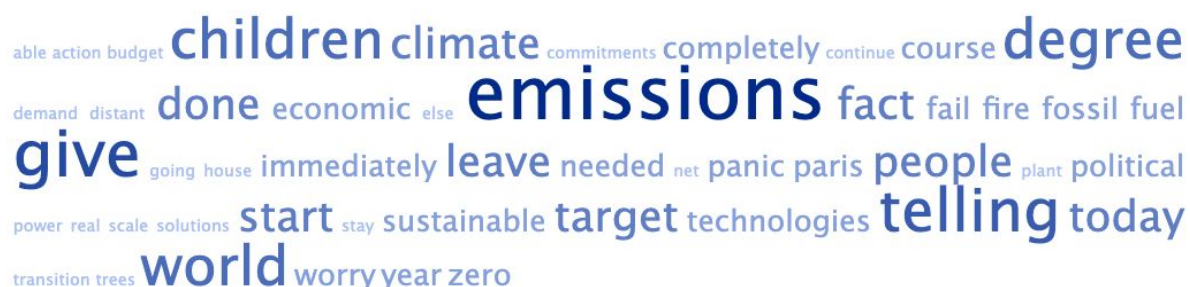 able action budget children climate commitments completely continue course degree
demand distant done economic else emissions fact fail fire fossil fuel
give going house immediately leave needed net panic paris people plant political
power real scale solutions start stay sustainable target technologies telling today
transition trees world worry year zero